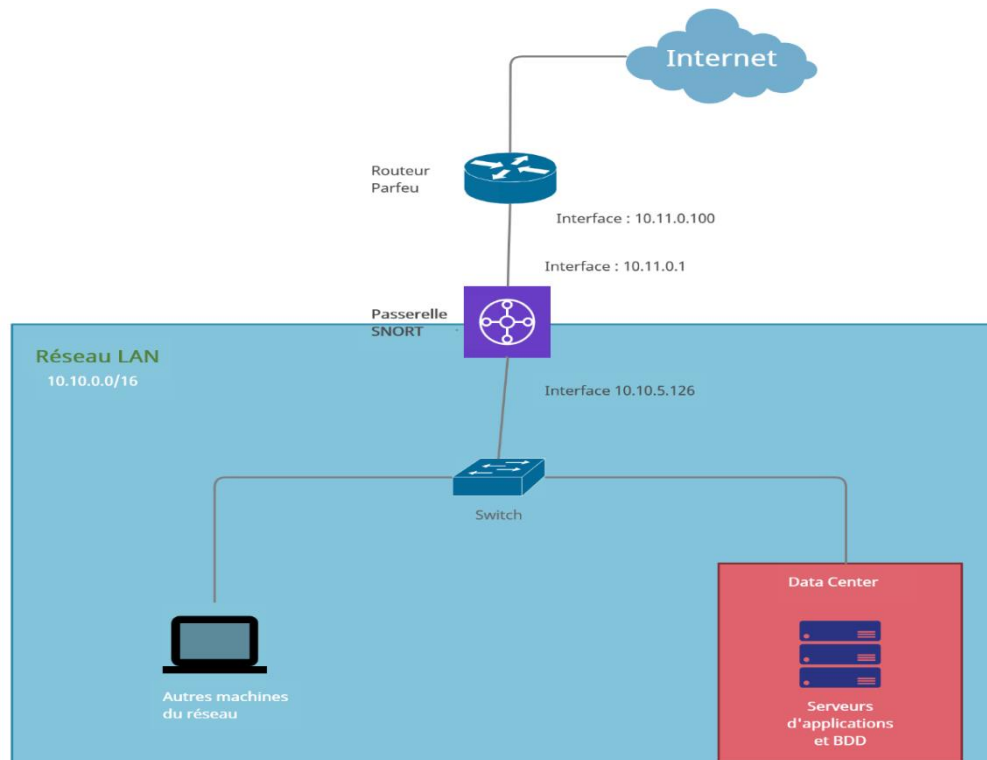 Internet
Routeur
Parfeu
Interface : 10.11.0.100
Interface : 10.11.0.1
Passerelle
SNORT
Réseau LAN
10.10.0.0/16
Interface 10.10.5.126
Switch
Data Center
Autres machines
du réseau
Serveurs
d'applications
et BDD